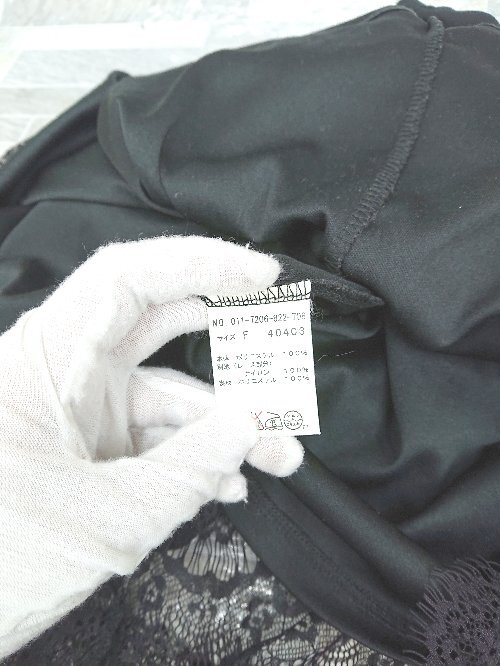 NO. 011-7206-822-706
サイズ F 404C3
本体 ポリエステル 100%
別布(レース部分)
ナイロン 100%
裏地 ポリエステル 100%